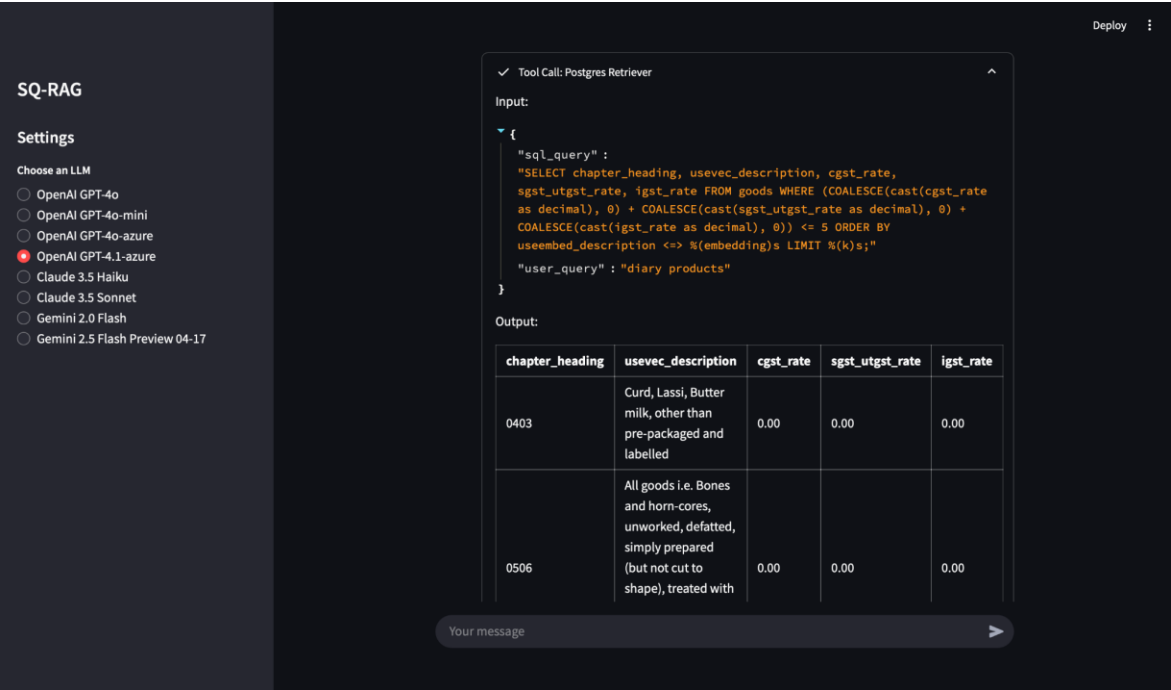 Deploy
SQ-RAG
Settings
Choose an LLM
OpenAI GPT-4o
OpenAI GPT-4o-mini
OpenAI GPT-4o-azure
OpenAI GPT-4.1-azure
Claude 3.5 Haiku
Claude 3.5 Sonnet
Gemini 2.0 Flash
Gemini 2.5 Flash Preview 04-17
Tool Call: Postgres Retriever
Input:
{
"sql_query" :
"SELECT chapter_heading, usevec_description, cgst_rate,
sgst_utgst_rate, igst_rate FROM goods WHERE (COALESCE(cast(cgst_rate
as decimal), 0) + COALESCE(cast(sgst_utgst_rate as decimal), 0) +
COALESCE(cast(igst_rate as decimal), 0)) <= 5 ORDER BY
useembed_description <=> %(embedding)s LIMIT %(k)s;"
"user_query" : "diary products"
}
Output:
chapter_heading usevec_description cgst_rate sgst_utgst_rate igst_rate
Curd, Lassi, Butter
milk, other than
0403 0.00 0.00 0.00
pre-packaged and
labelled
All goods i.e. Bones
and horn-cores,
unworked, defatted,
simply prepared
0506 (but not cut to 0.00 0.00 0.00
shape), treated with
Your message